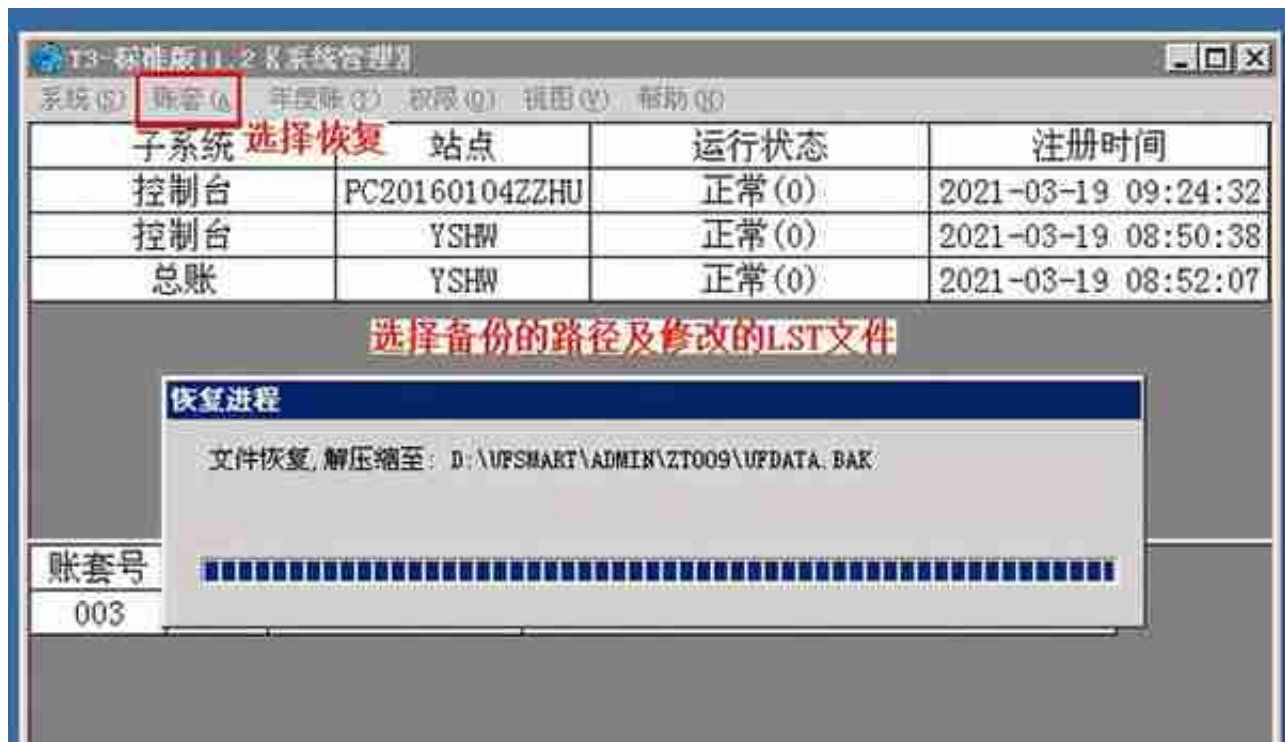 T3-标准版11.2〖系统管理〗
系统(S) 账套(A 年度账(Y) 权限(O) 视图(V) 帮助(H)
选择恢复
子系统 站点 运行状态 注册时间
控制台 PC20160104ZZHU 正常(0) 2021-03-19 09:24:32
控制台 YSHW 正常(0) 2021-03-19 08:50:38
总账 YSHW 正常(0) 2021-03-19 08:52:07
选择备份的路径及修改的LST文件
恢复进程
文件恢复,解压缩至: D:\UFSMART\ADMIN\ZT009\UFDATA.BAK
账套号
003